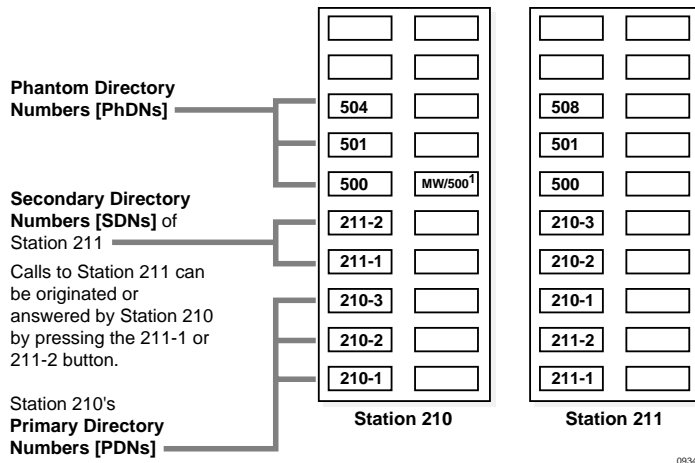 Phantom Directory
Numbers [PhDNs]
Secondary Directory
Numbers [SDNs] of
Station 211
Calls to Station 211 can
be originated or
answered by Station 210
by pressing the 211-1 or
211-2 button.
Station 210's
Primary Directory
Numbers [PDNs]
504
501
500 MW/500¹
211-2
211-1
210-3
210-2
210-1
Station 210
508
501
500
210-3
210-2
210-1
211-2
211-1
Station 211